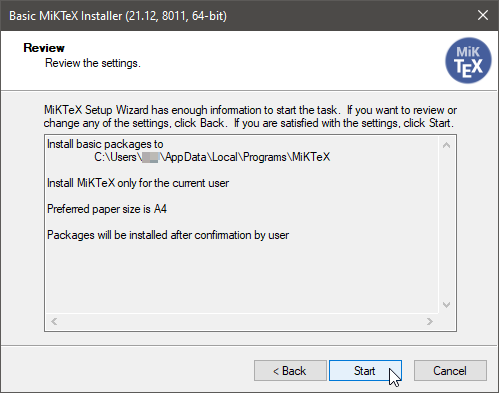 Basic MiKTeX Installer (21.12, 8011, 64-bit)
Review
Review the settings.
MiK
TEX
MiKTeX Setup Wizard has enough information to start the task. If you want to review or
change any of the settings, click Back. If you are satisfied with the settings, click Start.
Install basic packages to
C:\Users\ \AppData\Local\Programs\MiKTeX
Install MiKTeX only for the current user
Preferred paper size is A4
Packages will be installed after confirmation by user
< Back
Start
Cancel